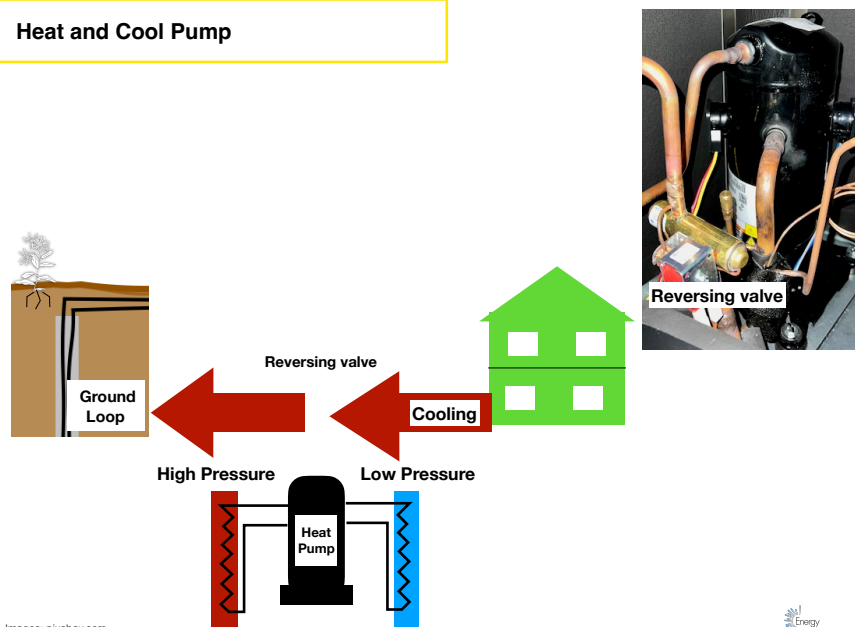 Heat and Cool Pump
Reversing valve
Reversing valve
Ground
Loop
Cooling
High Pressure
Low Pressure
Heat
Pump
Energy